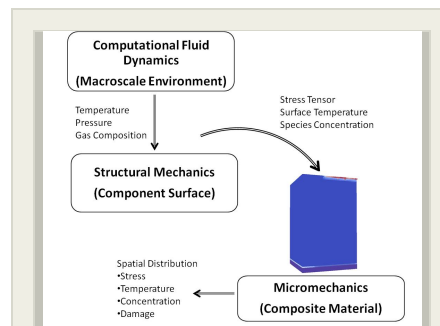 Computational Fluid
Dynamics
(Macroscale Environment)
Temperature
Pressure
Gas Composition
Stress Tensor
Surface Temperature
Species Concentration
Structural Mechanics
(Component Surface)
Spatial Distribution
•Stress
•Temperature
•Concentration
•Damage
Micromechanics
(Composite Material)